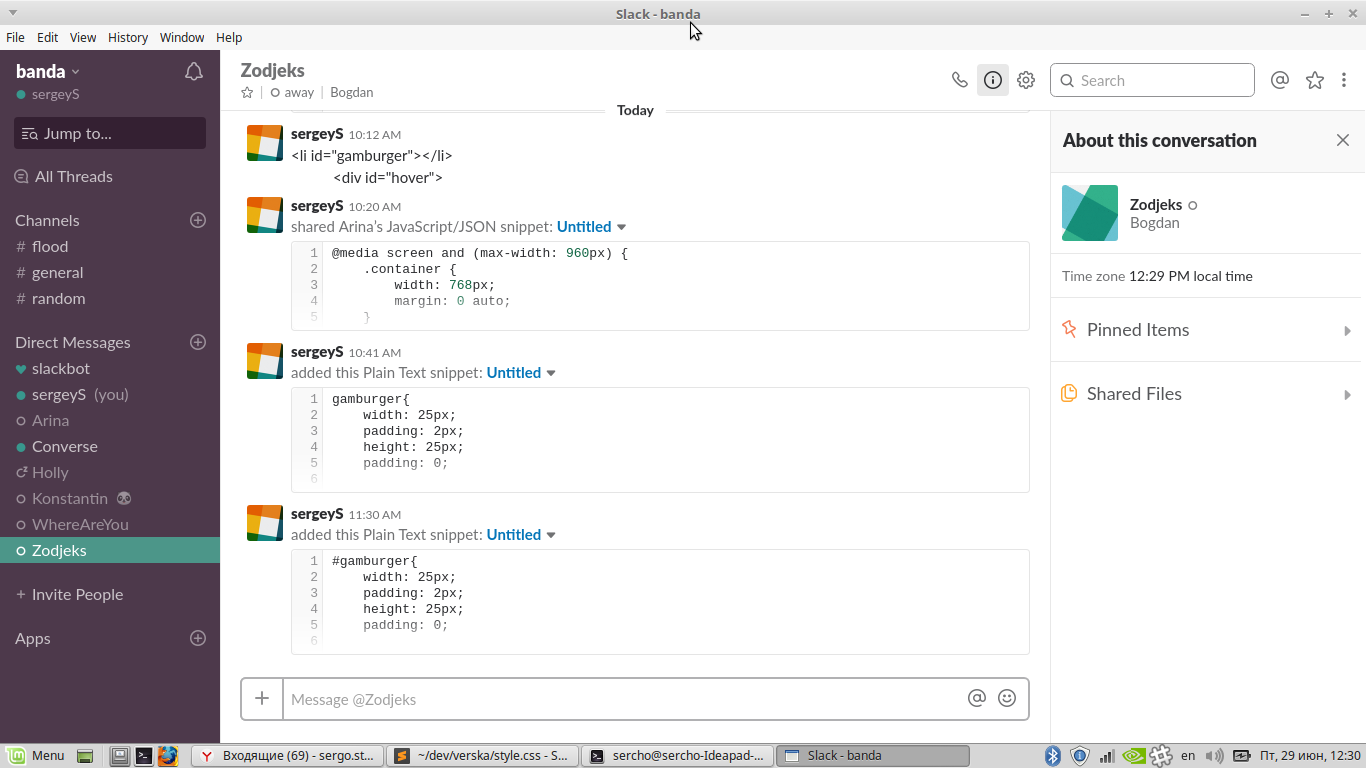 Slack - banda
File Edit View History Window Help
banda
sergeyS
Jump to...
All Threads
Channels
# flood
# general
# random
Direct Messages
slackbot
sergeyS (you)
Arina
Converse
Holly
Konstantin
WhereAreYou
Zodjeks
+ Invite People
Apps
Zodjeks
away | Bogdan
Search
Today
sergeyS 10:12 AM
<li id="gamburger"></li>
<div id="hover">
sergeyS 10:20 AM
shared Arina’s JavaScript/JSON snippet: Untitled
1 @media screen and (max-width: 960px) {
2 .container {
3 width: 768px;
4 margin: 0 auto;
5 }
sergeyS 10:41 AM
added this Plain Text snippet: Untitled
1 gamburger{
2 width: 25px;
3 padding: 2px;
4 height: 25px;
5 padding: 0;
6
sergeyS 11:30 AM
added this Plain Text snippet: Untitled
1 #gamburger{
2 width: 25px;
3 padding: 2px;
4 height: 25px;
5 padding: 0;
6
+ Message @Zodjeks @
About this conversation
Zodjeks
Bogdan
Time zone 12:29 PM local time
Pinned Items
Shared Files
Menu Входящие (69) - sergo.st... ~/dev/verska/style.css - S... sercho@sercho-Ideapad-... Slack - banda en Пт, 29 июн, 12:30